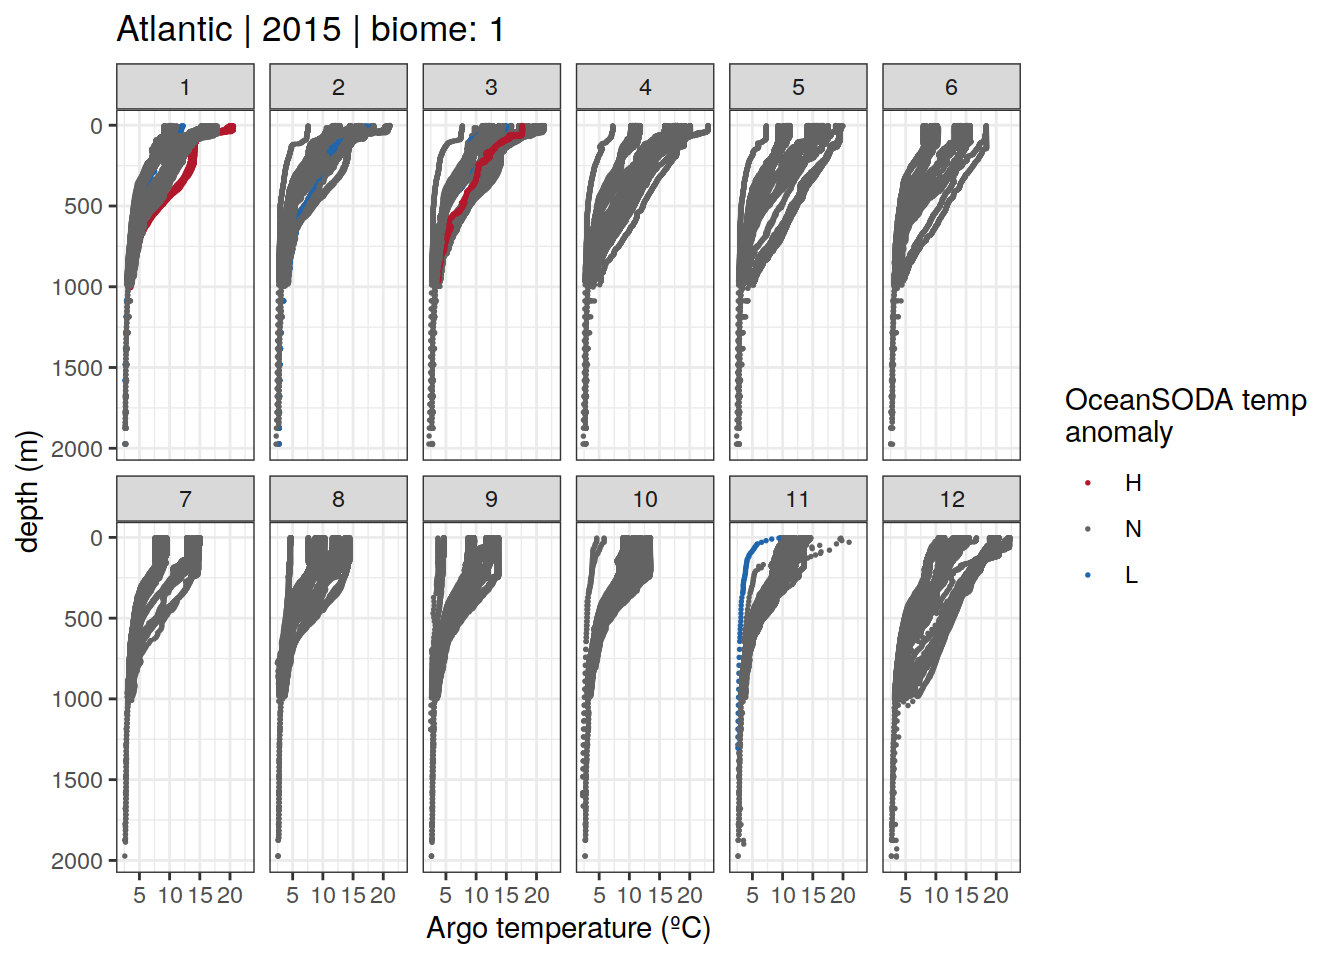 Atlantic | 2015 | biome: 1
1 2 3 4 5 6
0
500
1000
1500
2000
7 8 9 10 11 12
0
500
1000
1500
2000
5 10 15 20 5 10 15 20 5 10 15 20 5 10 15 20 5 10 15 20 5 10 15 20
Argo temperature (ºC)
depth (m)
OceanSODA temp
anomaly
H
N
L